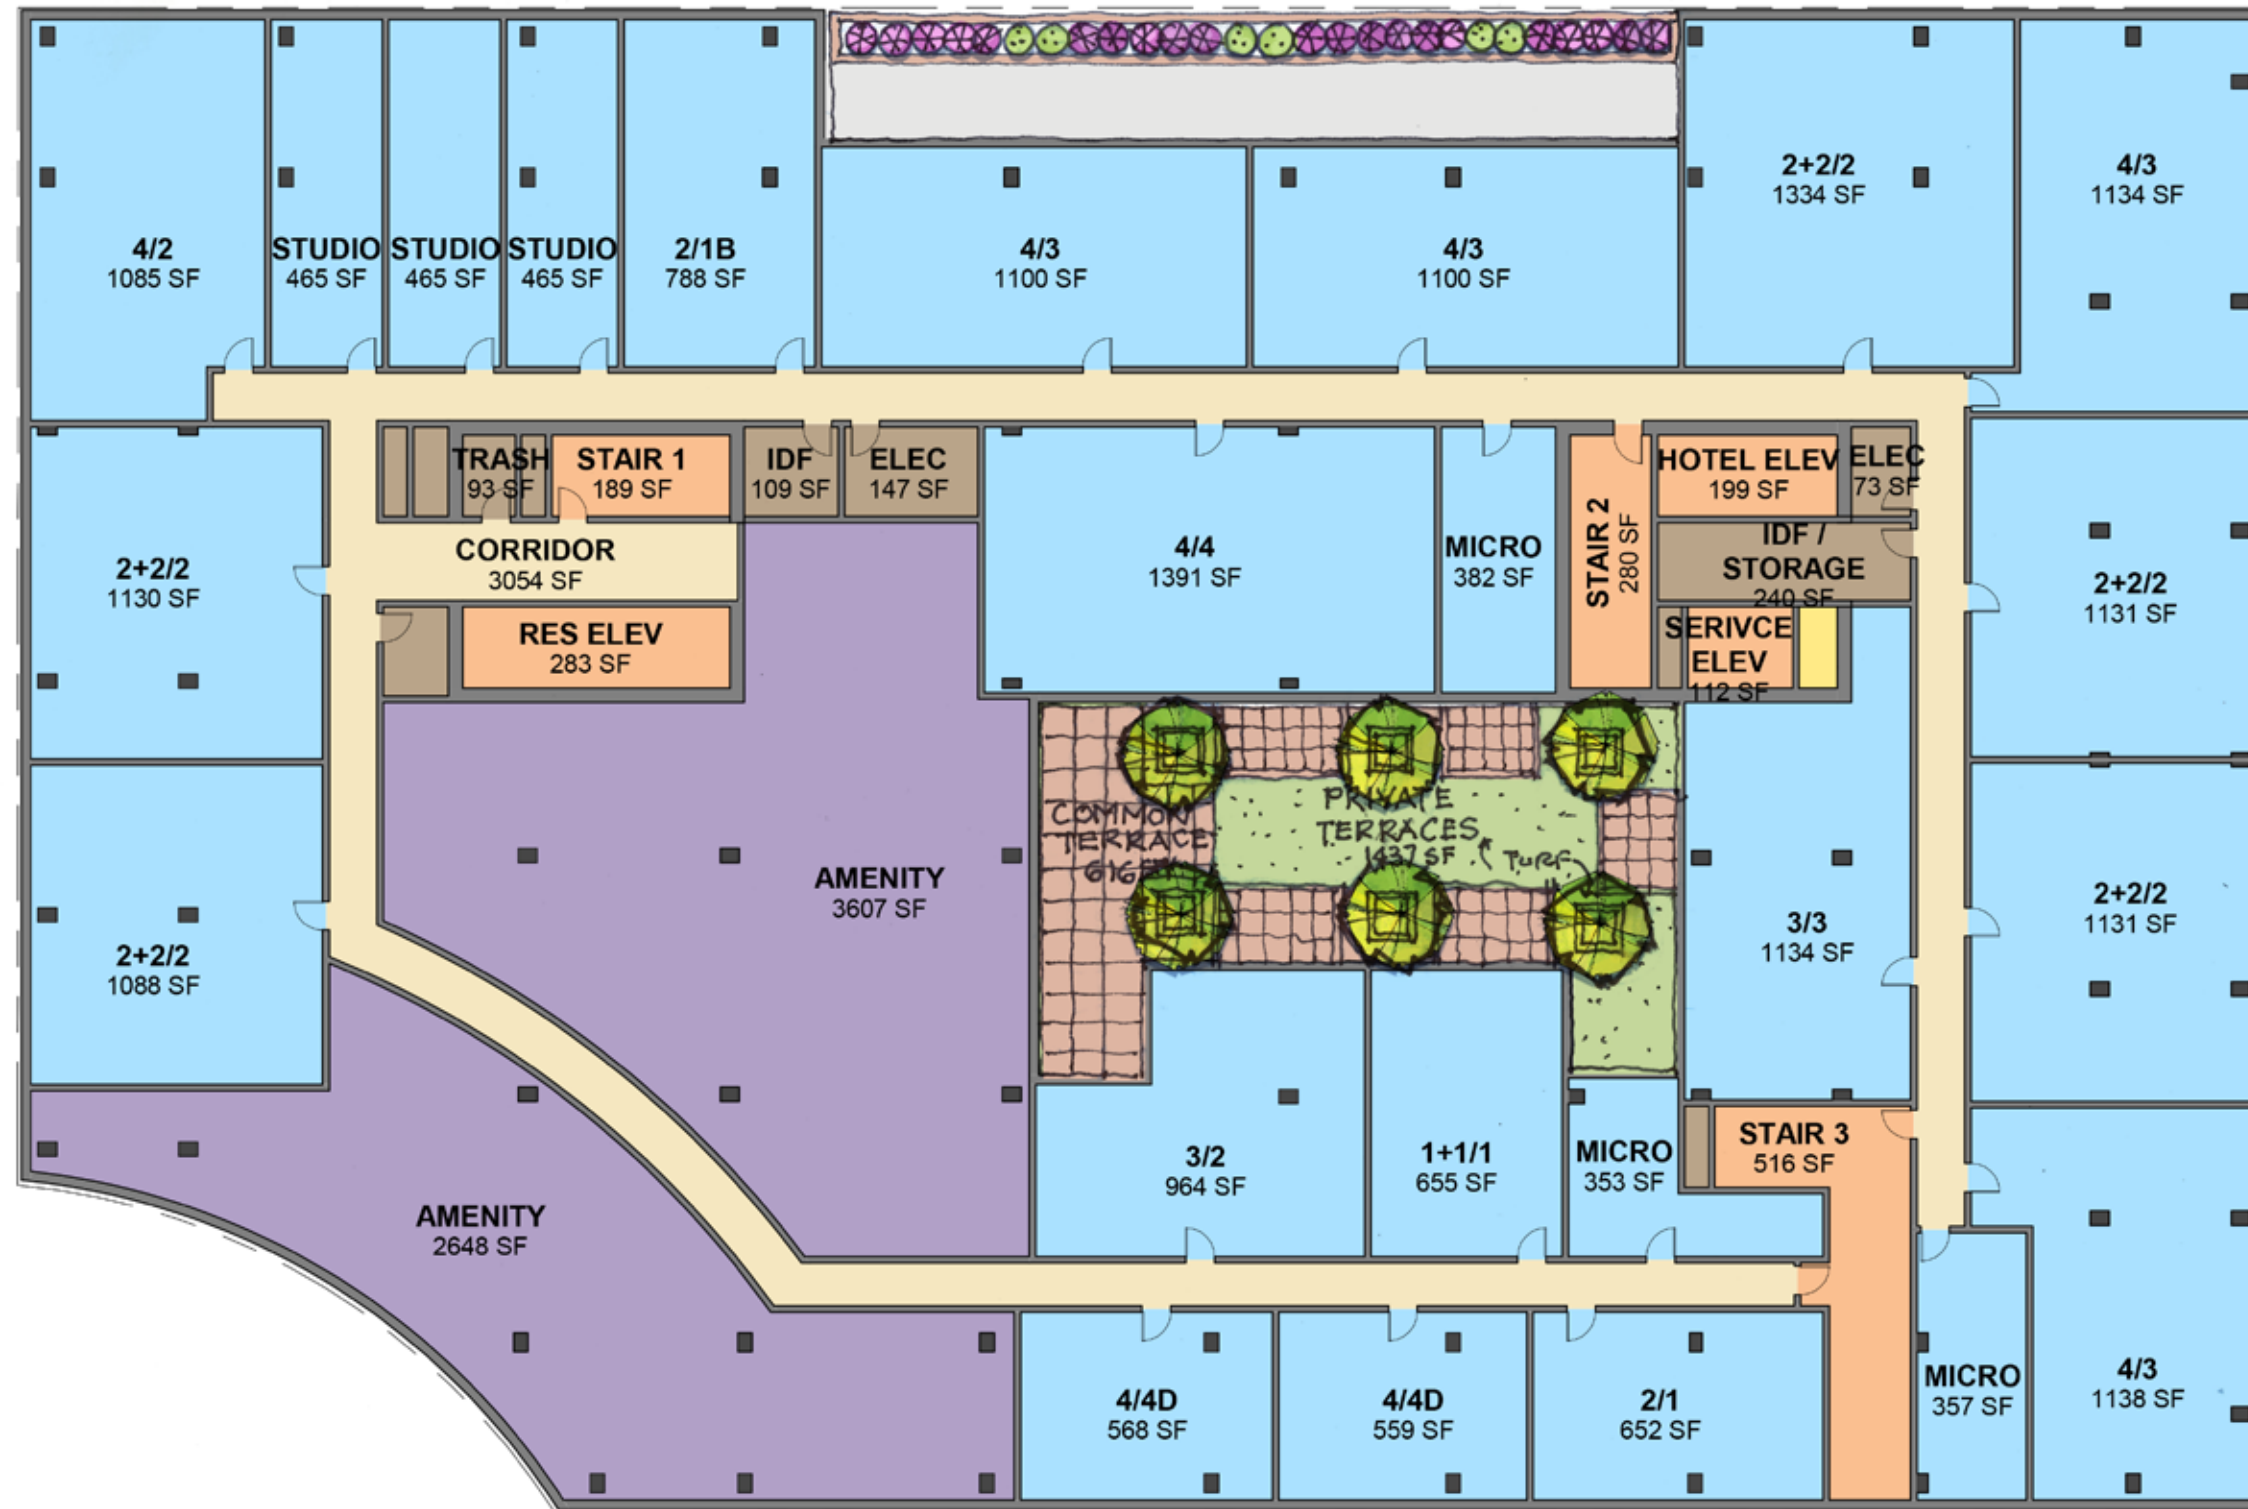 4/2
1085 SF
STUDIO
465 SF
STUDIO
465 SF
STUDIO
465 SF
2/1B
788 SF
4/3
1100 SF
4/3
1100 SF
2+2/2
1334 SF
4/3
1134 SF
TRASH
93 SF
STAIR 1
189 SF
IDF
109 SF
ELEC
147 SF
HOTEL ELEV
199 SF
ELEC
73 SF
2+2/2
1130 SF
CORRIDOR
3054 SF
4/4
1391 SF
MICRO
382 SF
STAIR 2
280 SF
IDF /
STORAGE
240 SF
2+2/2
1131 SF
RES ELEV
283 SF
SERIVCE
ELEV
112 SF
COMMON
TERRACE
616
PRIVATE
TERRACES
1437 SF
TURF
AMENITY
3607 SF
2+2/2
1131 SF
3/3
1134 SF
2+2/2
1088 SF
3/2
964 SF
1+1/1
655 SF
MICRO
353 SF
STAIR 3
516 SF
AMENITY
2648 SF
4/4D
568 SF
4/4D
559 SF
2/1
652 SF
MICRO
357 SF
4/3
1138 SF